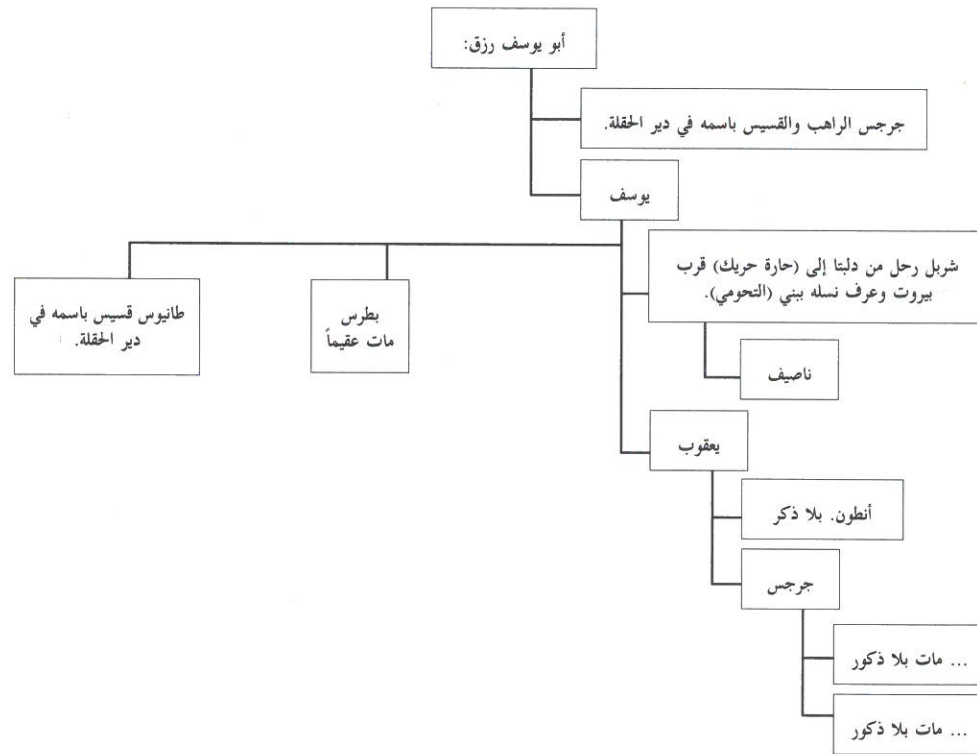 أبو يوسف رزق:
جرجس الراهب والقسيس باسمه في دير الحقلة.
يوسف
شربل رحل من دلبتا إلى (حارة حريك) قرب
بيروت وعرف نسله ببني (التحومي).
بطرس
مات عقيماً
طانيوس قسيس باسمه في
دير الحقلة.
ناصيف
يعقوب
أنطون. بلا ذكر
جرجس
... مات بلا ذكور
... مات بلا ذكور